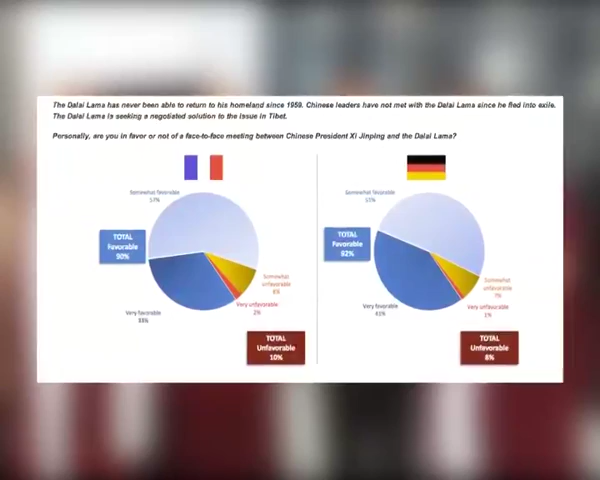 The Dalai Lama has never been able to return to his homeland since 1959. Chinese leaders have not met with the Dalai Lama since he fled into exile.
The Dalai Lama is seeking a negotiated solution to the issue in Tibet.
Personally, are you in favor or not of a face-to-face meeting between Chinese President Xi Jinping and the Dalai Lama?
Somewhat favorable
TOTAL
Favorable
90%
Somewhat
unfavorable
Very unfavorable
2%
Very favorable
TOTAL
Unfavorable
10%
Somewhat favorable
TOTAL
Favorable
Somewhat
unfavorable
7%
Very unfavorable
1%
Very favorable
41%
TOTAL
Unfavorable